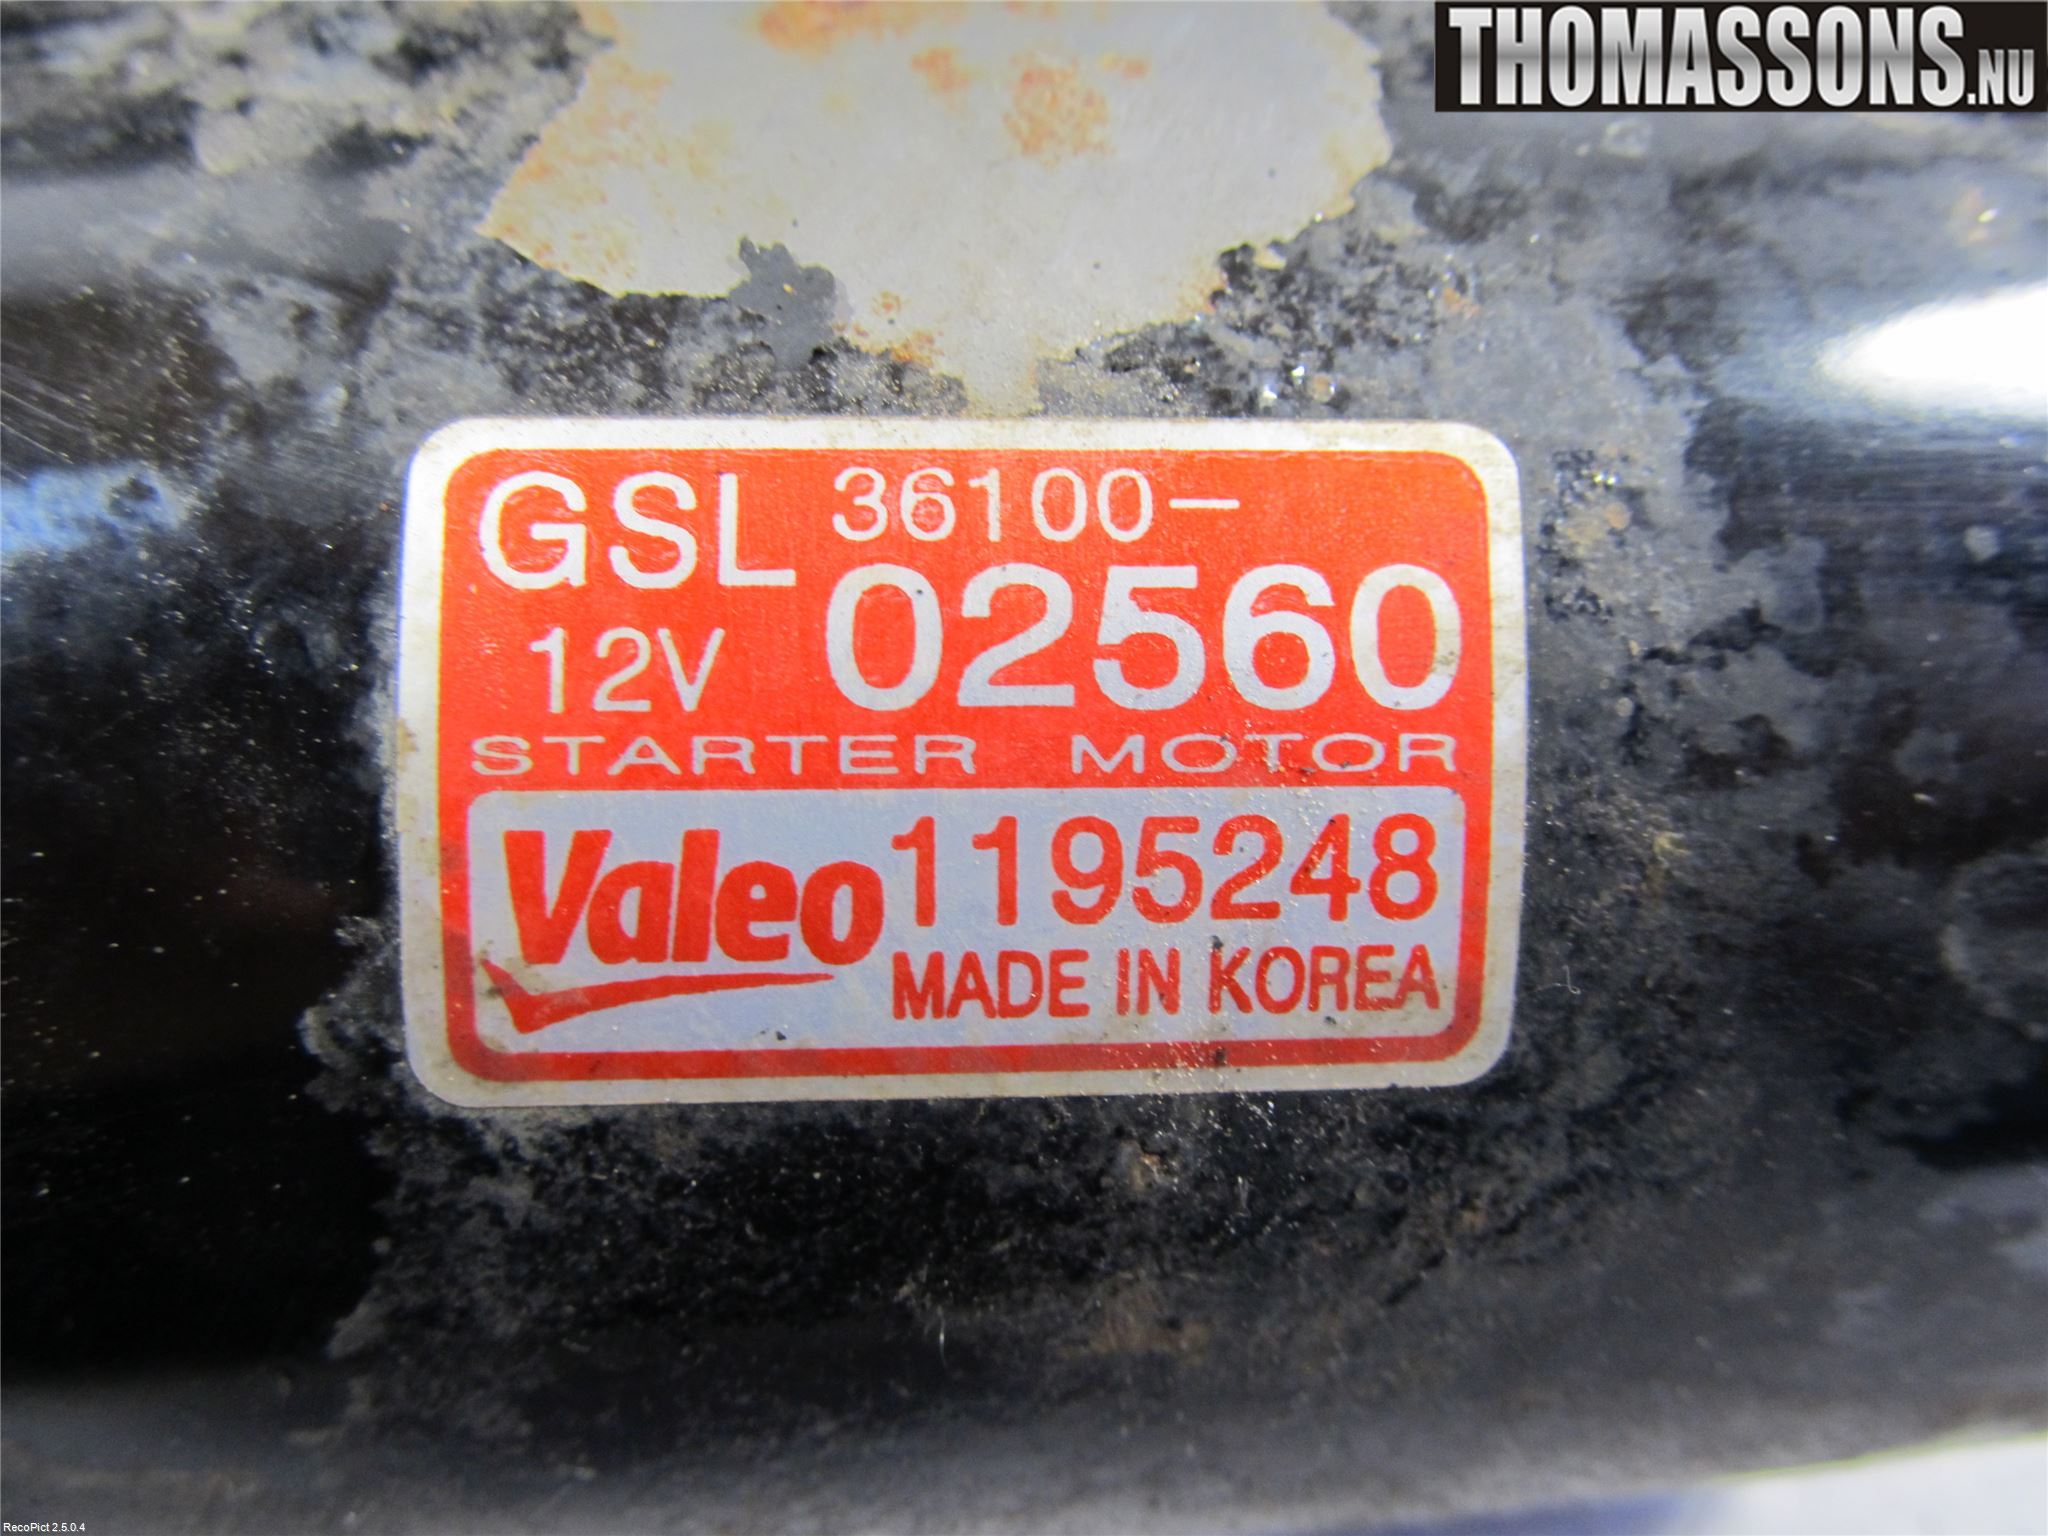 THOMASSONS.NU
GSL 36100-
12V 02560
STARTER MOTOR
Valeo 1195248
MADE IN KOREA
RecoPict 2.5.0.4